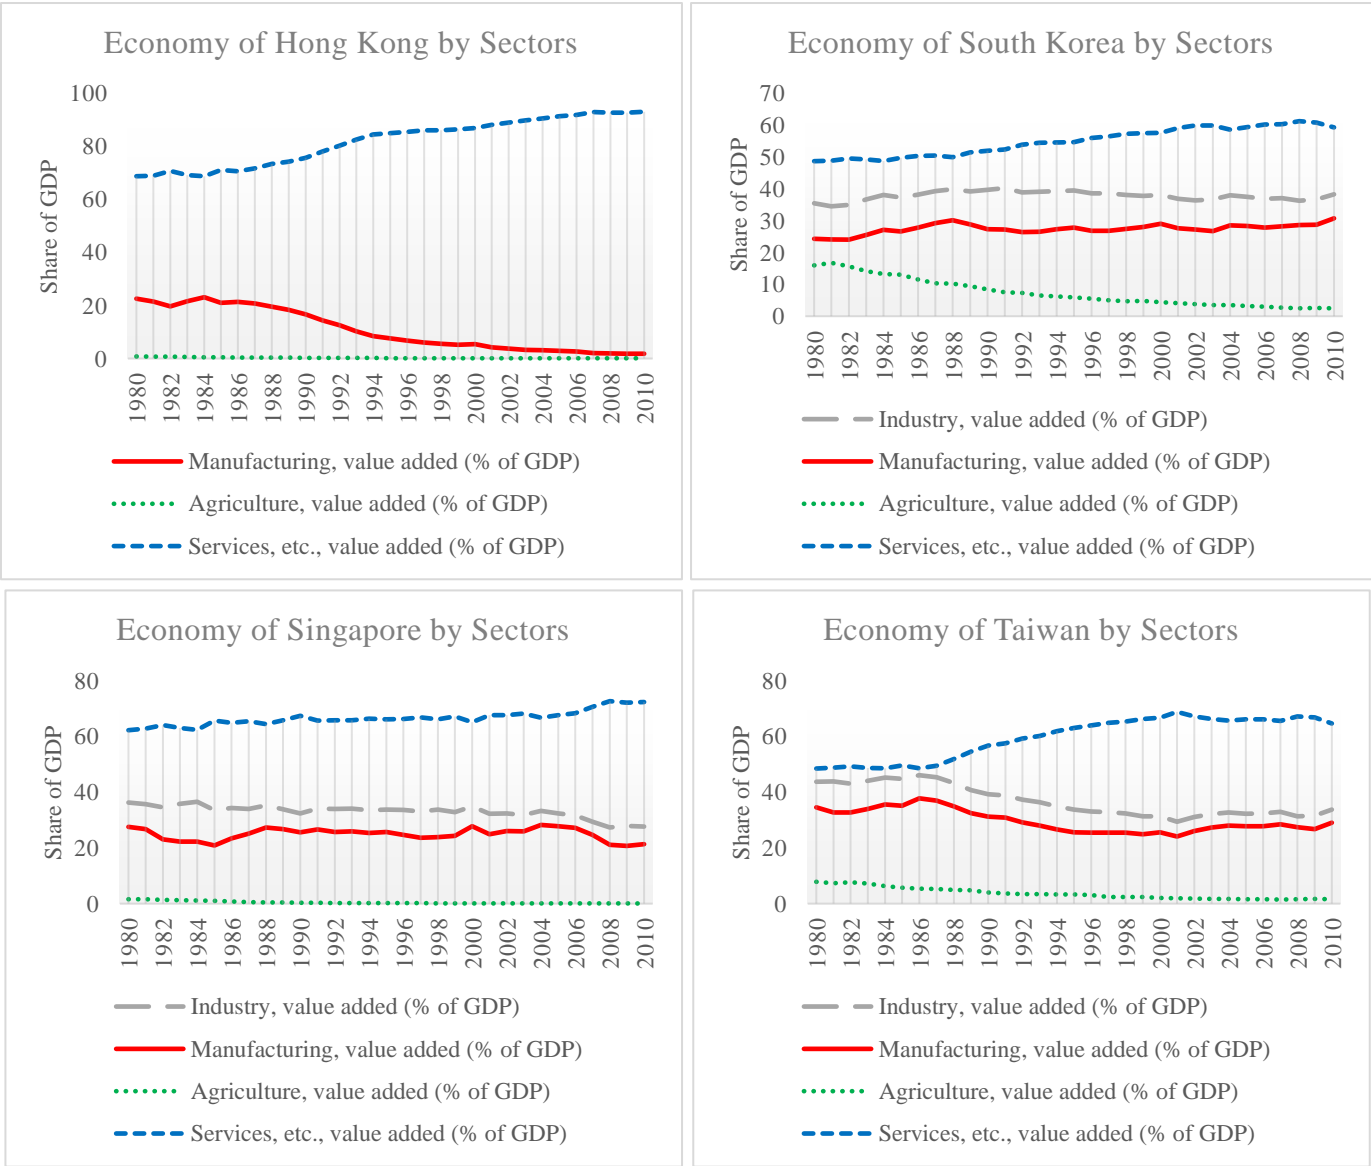 Economy of Hong Kong by Sectors
Share of GDP
100
80
60
40
20
0
1980 1982 1984 1986 1988 1990 1992 1994 1996 1998 2000 2002 2004 2006 2008 2010
Manufacturing, value added (% of GDP)
Agriculture, value added (% of GDP)
Services, etc., value added (% of GDP)
Economy of South Korea by Sectors
Share of GDP
70
60
50
40
30
20
10
0
1980 1982 1984 1986 1988 1990 1992 1994 1996 1998 2000 2002 2004 2006 2008 2010
Industry, value added (% of GDP)
Manufacturing, value added (% of GDP)
Agriculture, value added (% of GDP)
Services, etc., value added (% of GDP)
Economy of Singapore by Sectors
Share of GDP
80
60
40
20
0
1980 1982 1984 1986 1988 1990 1992 1994 1996 1998 2000 2002 2004 2006 2008 2010
Industry, value added (% of GDP)
Manufacturing, value added (% of GDP)
Agriculture, value added (% of GDP)
Services, etc., value added (% of GDP)
Economy of Taiwan by Sectors
Share of GDP
80
60
40
20
0
1980 1982 1984 1986 1988 1990 1992 1994 1996 1998 2000 2002 2004 2006 2008 2010
Industry, value added (% of GDP)
Manufacturing, value added (% of GDP)
Agriculture, value added (% of GDP)
Services, etc., value added (% of GDP)